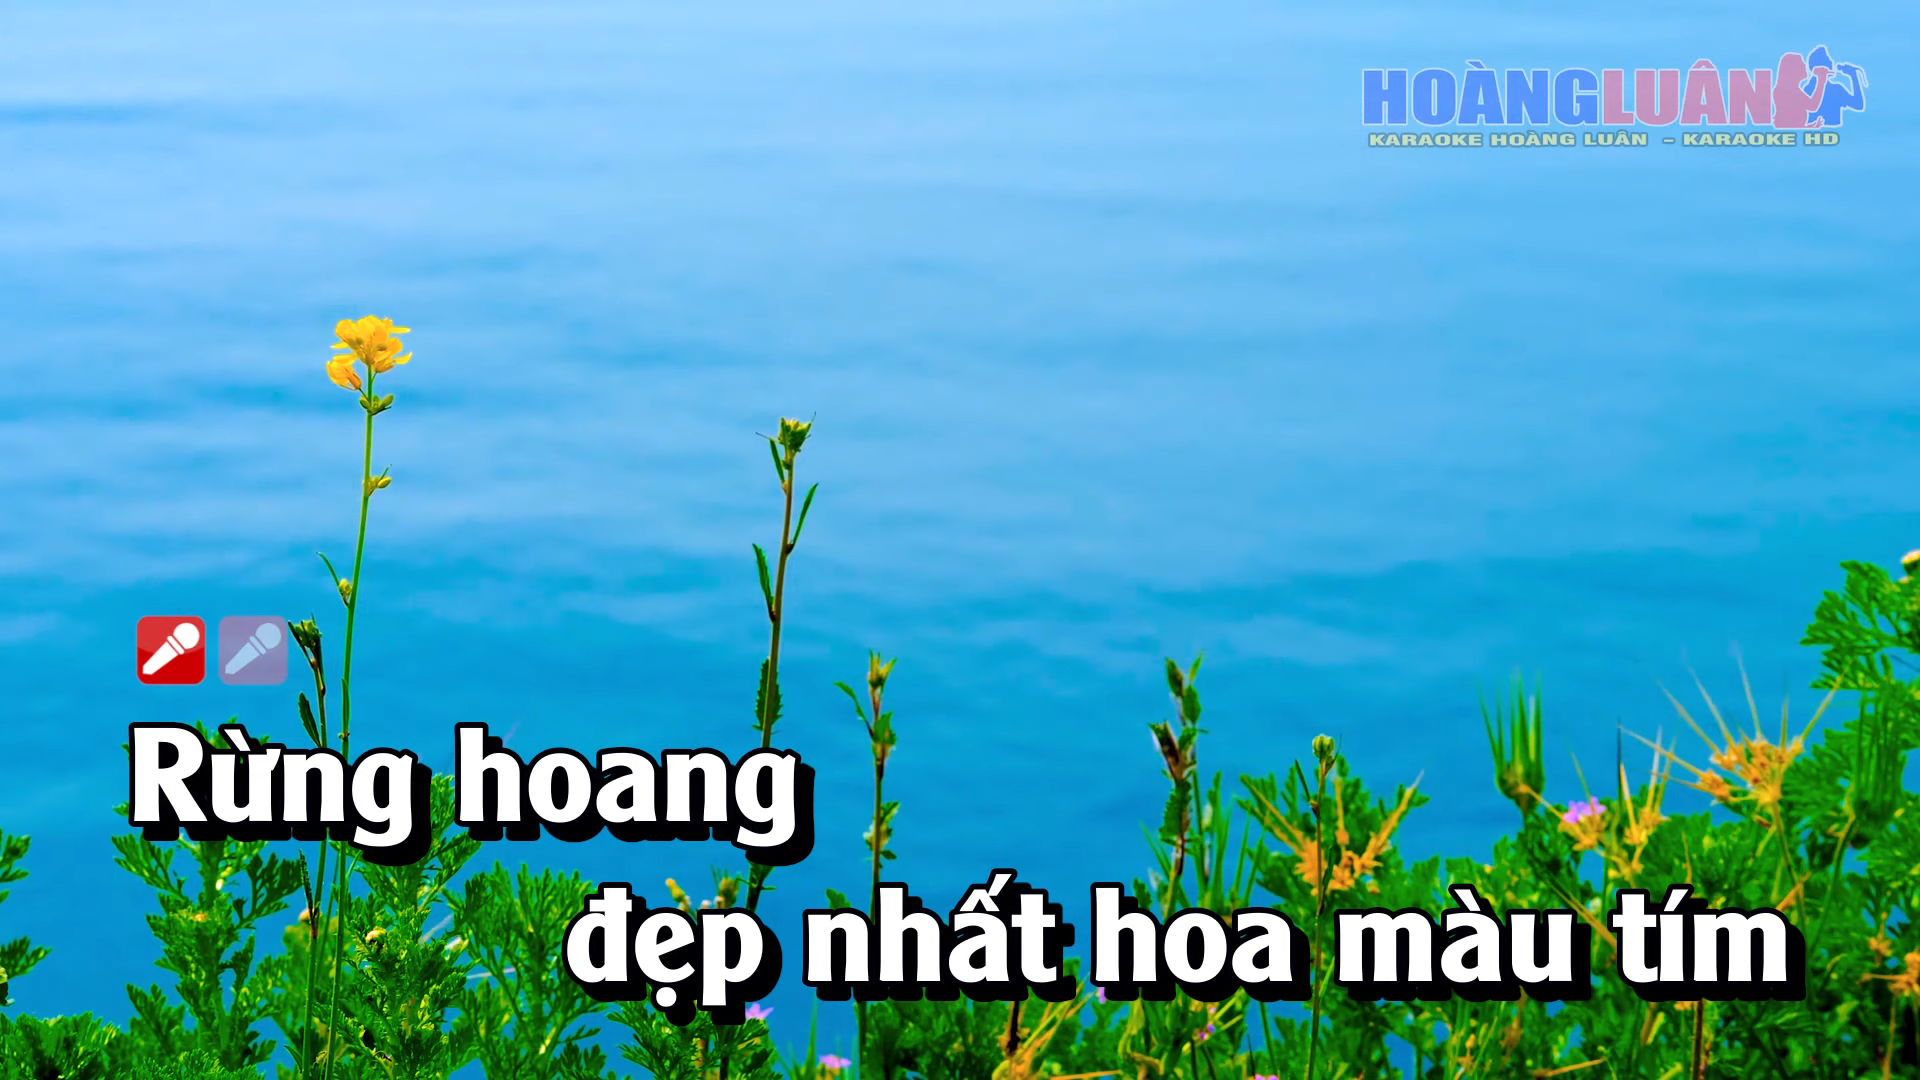 HOÀNGLUÂN
KARAOKE HOÀNG LUÂN - KARAOKE HD
Rừng hoang
đẹp nhất hoa màu tím